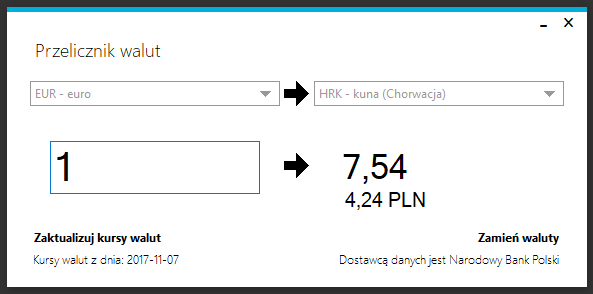 Przelicznik walut
EUR - euro
HRK - kuna (Chorwacja)
1
7,54
4,24 PLN
Zaktualizuj kursy walut
Zamień waluty
Kursy walut z dnia: 2017-11-07
Dostawcą danych jest Narodowy Bank Polski